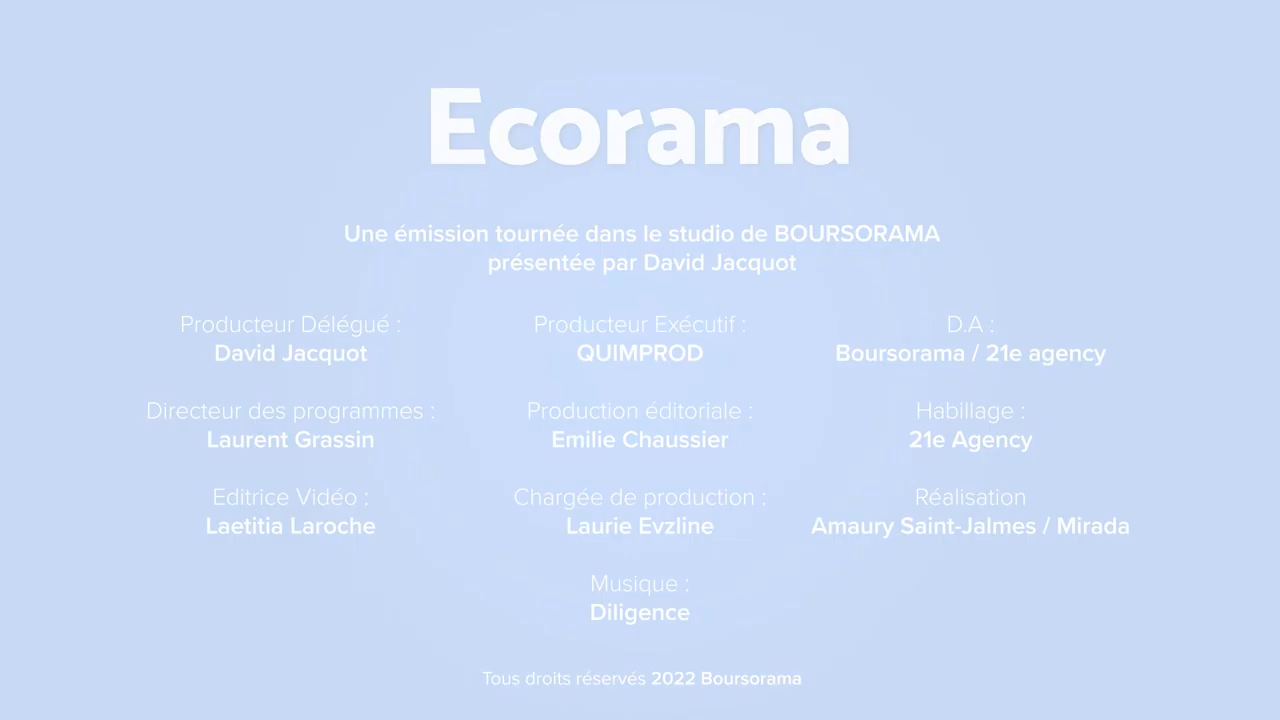 Ecorama
Une émission tournée dans le studio de BOURSORAMA
présentée par David Jacquot
Producteur Délégué :
David Jacquot
Producteur Exécutif :
QUIMPROD
D.A :
Boursorama / 21e agency
Directeur des programmes :
Laurent Grassin
Production éditoriale :
Emilie Chaussier
Habillage :
21e Agency
Editrice Vidéo :
Laetitia Laroche
Chargée de production :
Laurie Evzline
Réalisation
Amaury Saint-Jalmes / Mirada
Musique :
Diligence
Tous droits réservés 2022 Boursorama